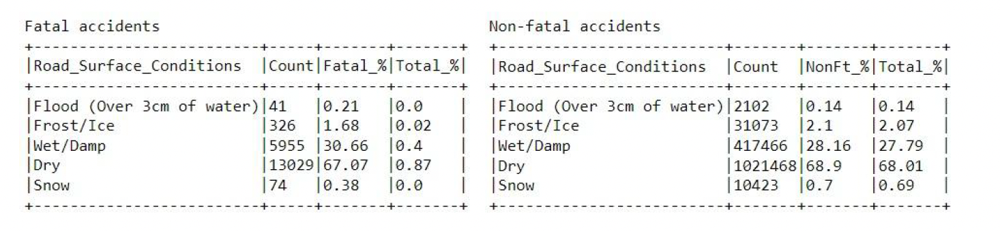 Fatal accidents
+-------------------------+-----+-------+-------+
|Road_Surface_Conditions  |Count|Fatal_%|Total_%|
+-------------------------+-----+-------+-------+
|Flood (Over 3cm of water)|41   |0.21   |0.0    |
|Frost/Ice                |326  |1.68   |0.02   |
|Wet/Damp                 |5955 |30.66  |0.4    |
|Dry                      |13029|67.07  |0.87   |
|Snow                     |74   |0.38   |0.0    |
+-------------------------+-----+-------+-------+
Non-fatal accidents
+-------------------------+-------+-------+-------+
|Road_Surface_Conditions  |Count  |NonFt_%|Total_%|
+-------------------------+-------+-------+-------+
|Flood (Over 3cm of water)|2102   |0.14   |0.14   |
|Frost/Ice                |31073  |2.1    |2.07   |
|Wet/Damp                 |417466 |28.16  |27.79  |
|Dry                      |1021468|68.9   |68.01  |
|Snow                     |10423  |0.7    |0.69   |
+-------------------------+-------+-------+-------+